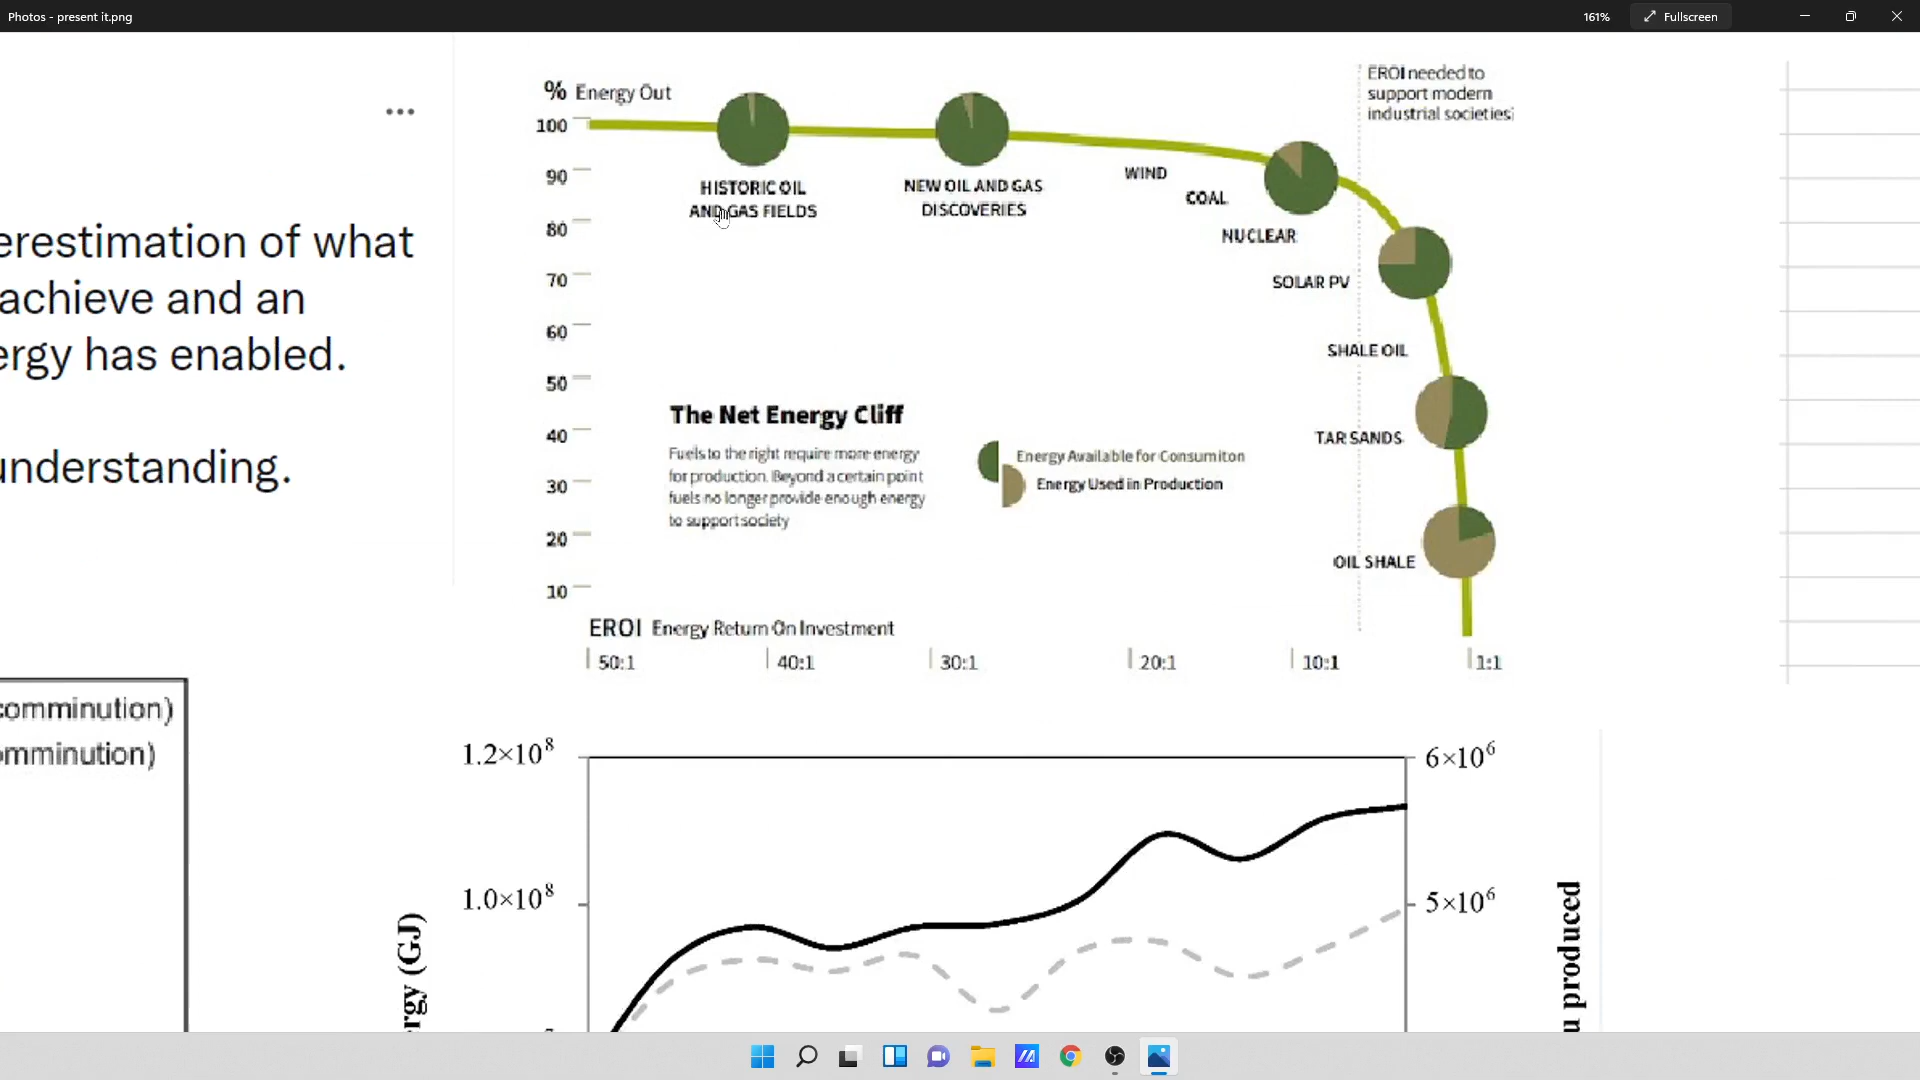 Photos - present it.png
161%
Fullscreen
erestimation of what
achieve and an
ergy has enabled.
understanding.
% Energy Out
100
90
80
70
60
50
40
30
20
10
HISTORIC OIL
AND GAS FIELDS
NEW OIL AND GAS
DISCOVERIES
WIND
COAL
NUCLEAR
SOLAR PV
SHALE OIL
TAR SANDS
OIL SHALE
EROI needed to
support modern
industrial societies
The Net Energy Cliff
Fuels to the right require more energy
for production. Beyond a certain point
fuels no longer provide enough energy
to support society
Energy Available for Consumiton
Energy Used in Production
EROI Energy Return On Investment
50:1
40:1
30:1
20:1
10:1
1:1
comminution)
omminution)
1.2×10⁸
1.0×10⁸
rgy (GJ)
6×10⁶
5×10⁶
u produced